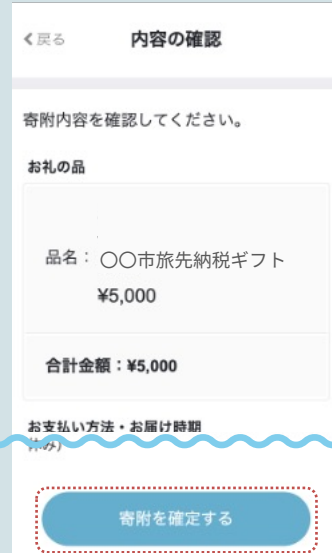 戻る
内容の確認
寄附内容を確認してください。
お礼の品
品名：〇〇市旅先納税ギフト
¥5,000
合計金額：¥5,000
お支払い方法・お届け時期
休み)
寄附を確定する